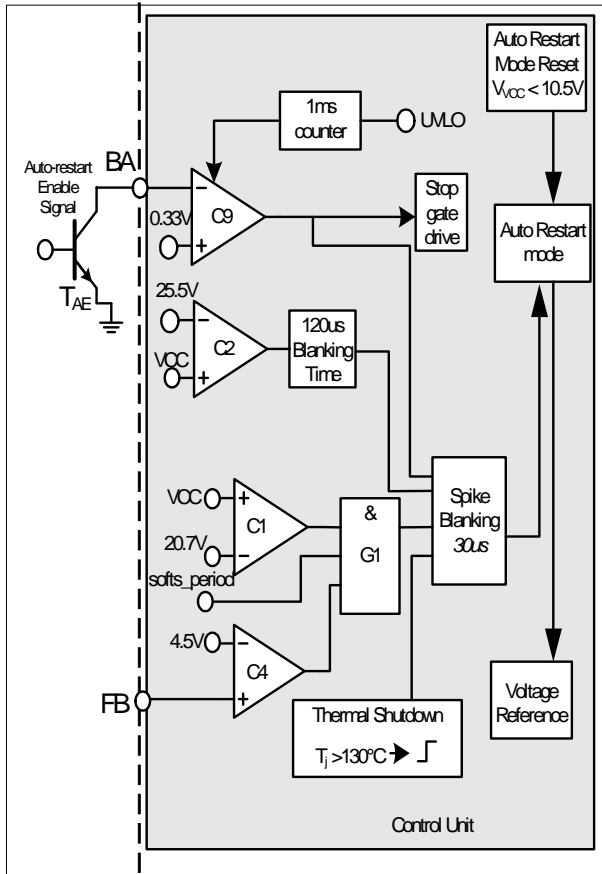 Auto Restart
Mode Reset
VVCC < 10.5V
1ms
counter
UVLO
BA
Auto-restart
Enable
Signal
TAE
0.33V
−
+
C9
Stop
gate
drive
Auto Restart
mode
25.5V
−
VCC
+
C2
120us
Blanking
Time
VCC
+
20.7V
−
C1
softs_period
&
G1
Spike
Blanking
30us
4.5V
−
+
C4
FB
Thermal Shutdown
Tj >130°C
Voltage
Reference
Control Unit